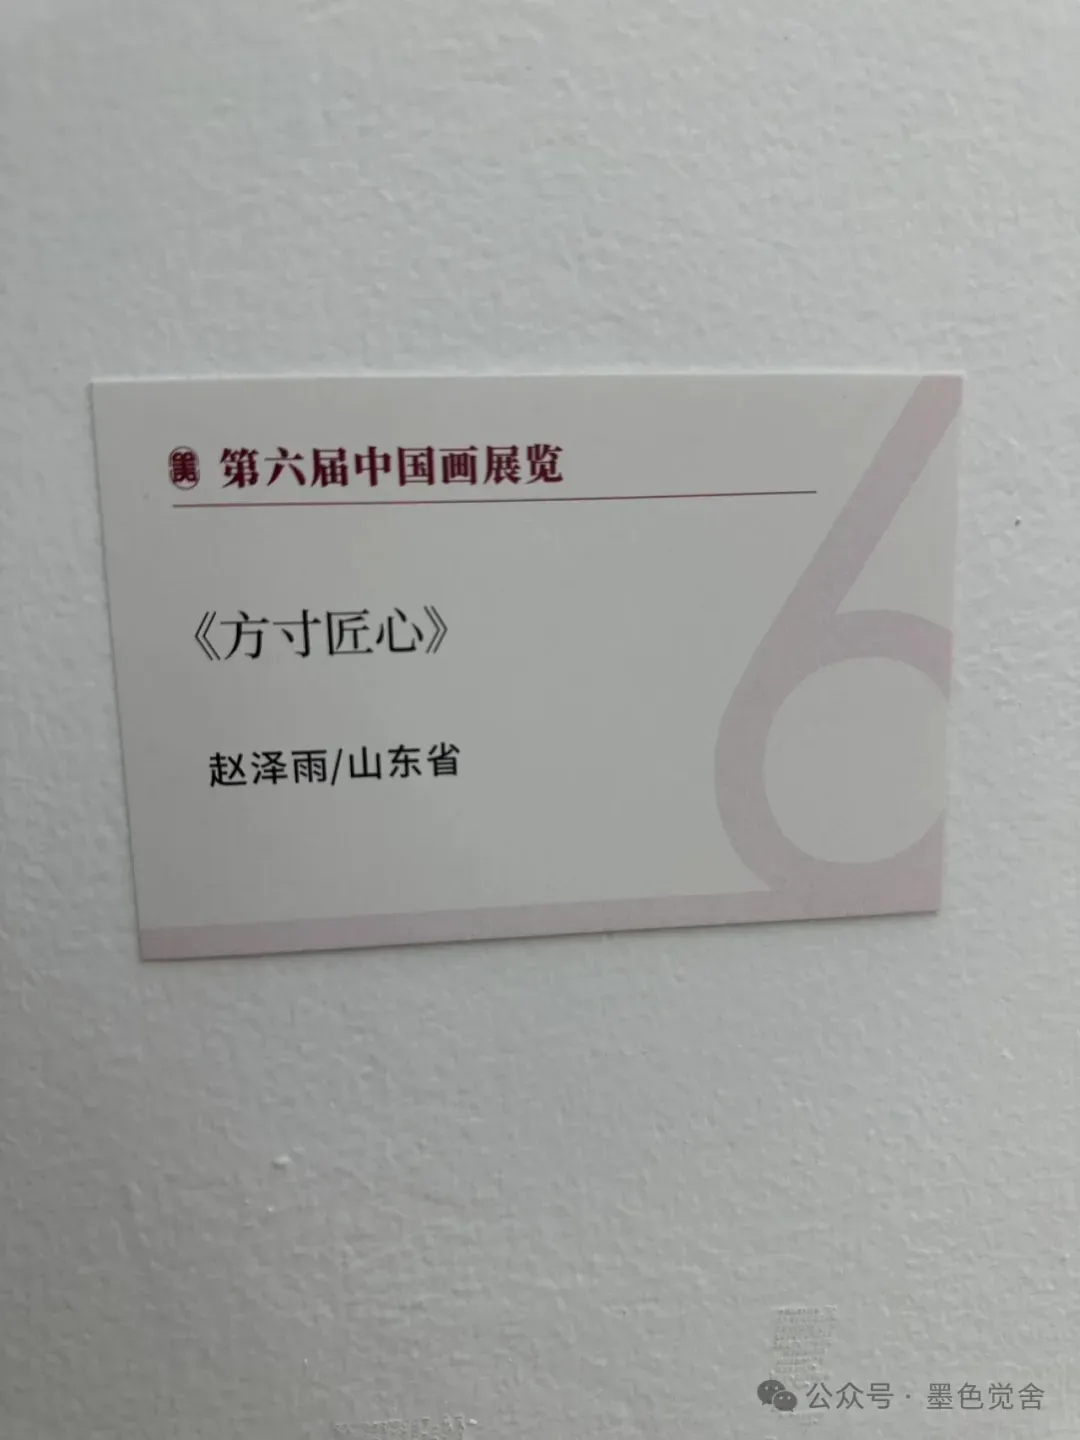 第六届中国画展览
《方寸匠心》
赵泽雨/山东省
公众号·墨色觉舍